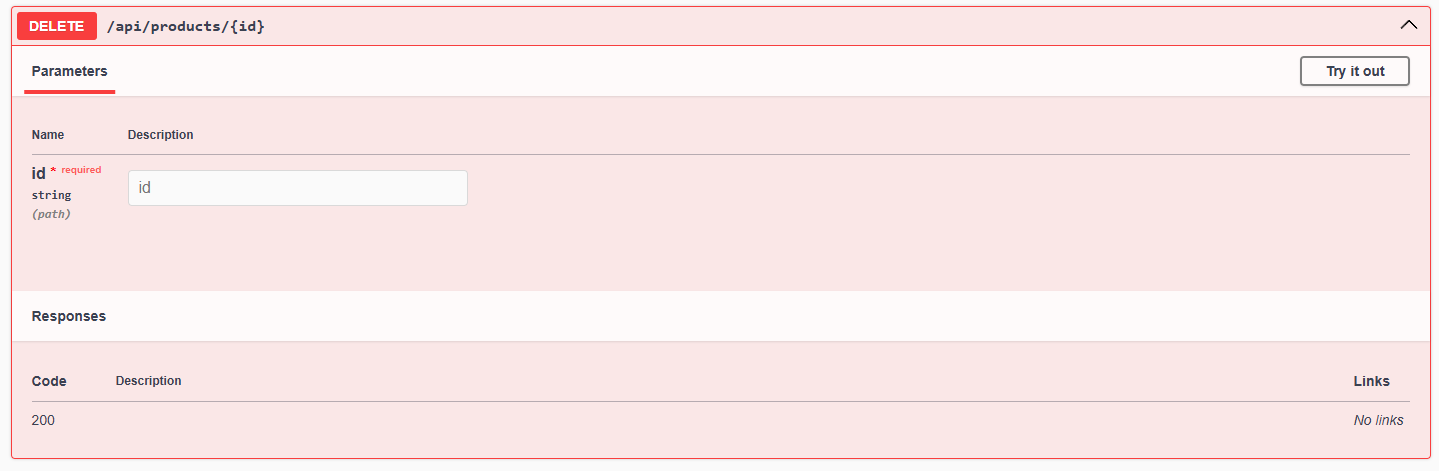 DELETE /api/products/{id}
Parameters Try it out
Name Description
id * required
string
(path)
id
Responses
Code Description Links
200 No links